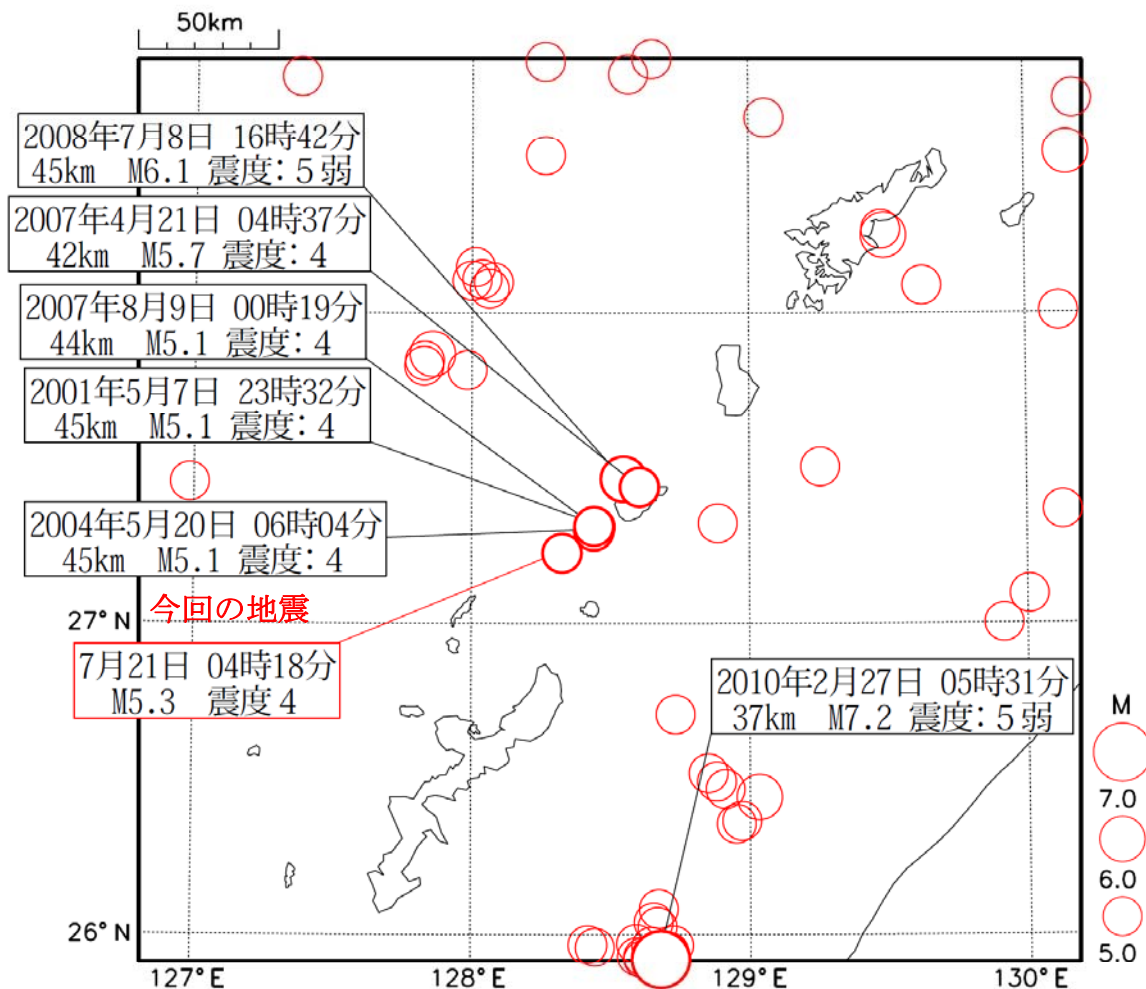 50km
2008年7月8日 16時42分
45km M6.1 震度：５弱
2007年4月21日 04時37分
42km M5.7 震度：４
2007年8月9日 00時19分
44km M5.1 震度：４
2001年5月7日 23時32分
45km M5.1 震度：４
2004年5月20日 06時04分
45km M5.1 震度：４
今回の地震
27°N
7月21日 04時18分
M5.3 震度４
2010年2月27日 05時31分
37km M7.2 震度：５弱
M
7.0
6.0
5.0
26°N
127°E
128°E
129°E
130°E